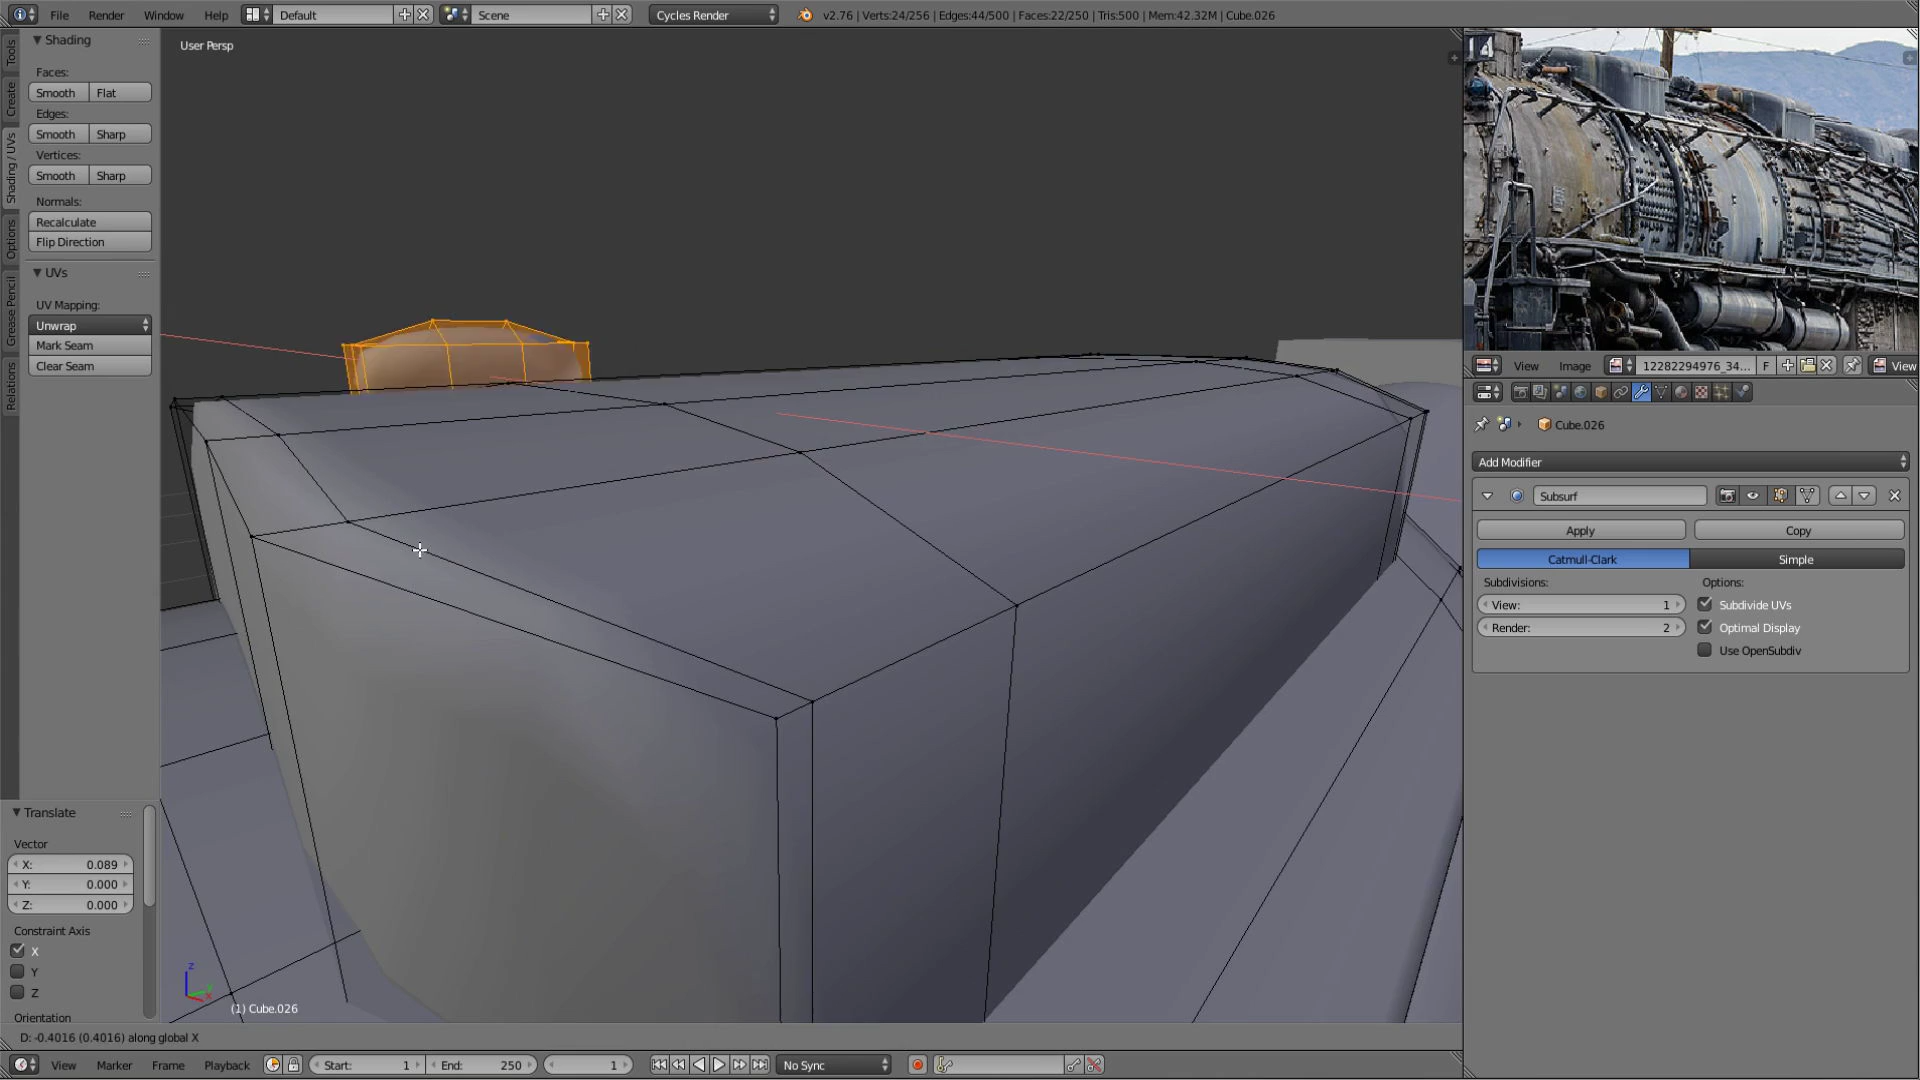 File Render Window Help Default Scene Cycles Render v2.76 | Verts:24/256 | Edges:44/500 | Faces:22/250 | Tris:500 | Mem:42.32M | Cube.026
Tools
Create
Shading / UVs
Options
Grease Pencil
Relations
Shading
Faces:
Smooth Flat
Edges:
Smooth Sharp
Vertices:
Smooth Sharp
Normals:
Recalculate
Flip Direction
UVs
UV Mapping:
Unwrap
Mark Seam
Clear Seam
Translate
Vector
X: 0.089
Y: 0.000
Z: 0.000
Constraint Axis
X
Y
Z
Orientation
User Persp
(1) Cube.026
D: -0.4016 (0.4016) along global X
View Image 12282294976_34... F View
Cube.026
Add Modifier
Subsurf
Apply Copy
Catmull-Clark Simple
Subdivisions: Options:
View: 1 Subdivide UVs
Render: 2 Optimal Display
Use OpenSubdiv
View Marker Frame Playback Start: 1 End: 250 1 No Sync